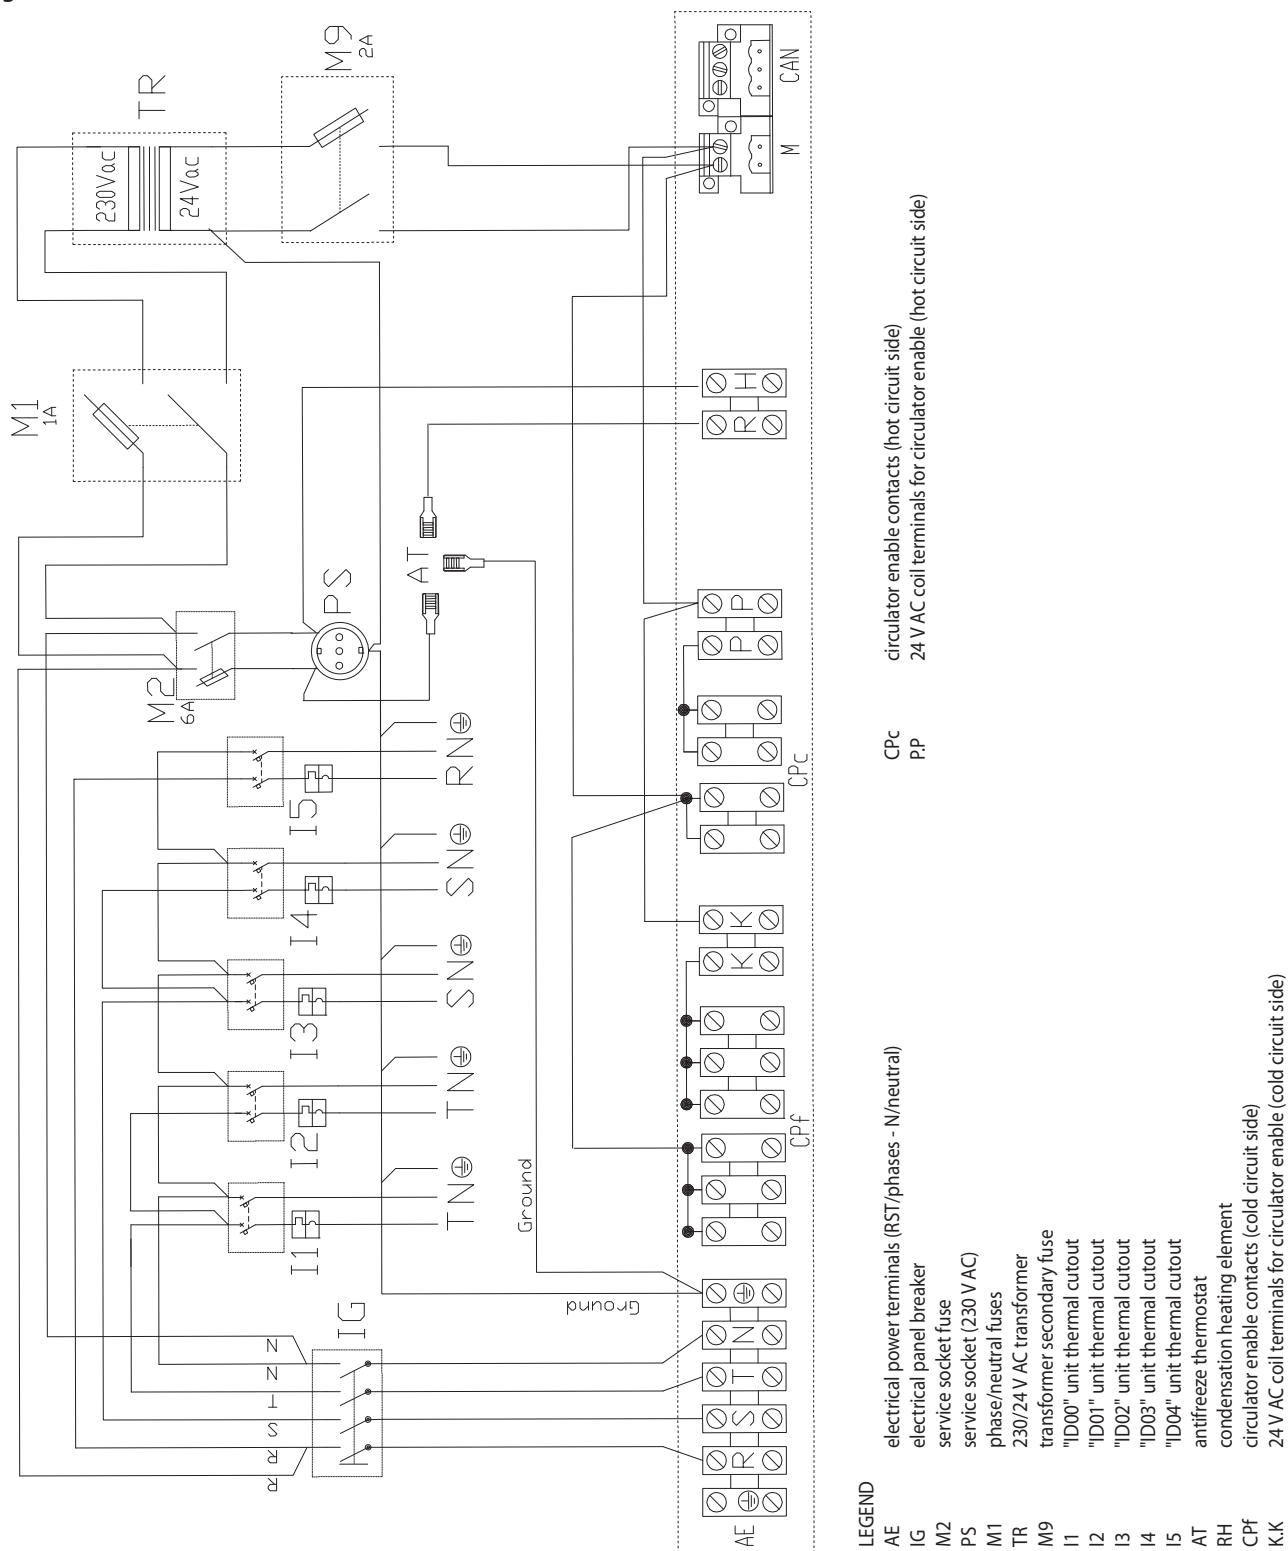 TR
230Vac
24Vac
M9
2A
M1
1A
M2
6A
PS
AT
CAN
M
R H
P P
CPc
K K
CPf
I5
R N
I4
S N
I3
S N
I2
T N
I1
T N
Ground
Ground
IG
N
N
T
S
R
R
AE
R S T N
LEGEND
AE electrical power terminals (RST/phases - N/neutral)
IG electrical panel breaker
M2 service socket fuse
PS service socket (230 V AC)
M1 phase/neutral fuses
TR 230/24 V AC transformer
M9 transformer secondary fuse
I1 "ID00" unit thermal cutout
I2 "ID01" unit thermal cutout
I3 "ID02" unit thermal cutout
I4 "ID03" unit thermal cutout
I5 "ID04" unit thermal cutout
AT antifreeze thermostat
RH condensation heating element
CPf circulator enable contacts (cold circuit side)
K.K 24 V AC coil terminals for circulator enable (cold circuit side)
CPc circulator enable contacts (hot circuit side)
P.P 24 V AC coil terminals for circulator enable (hot circuit side)